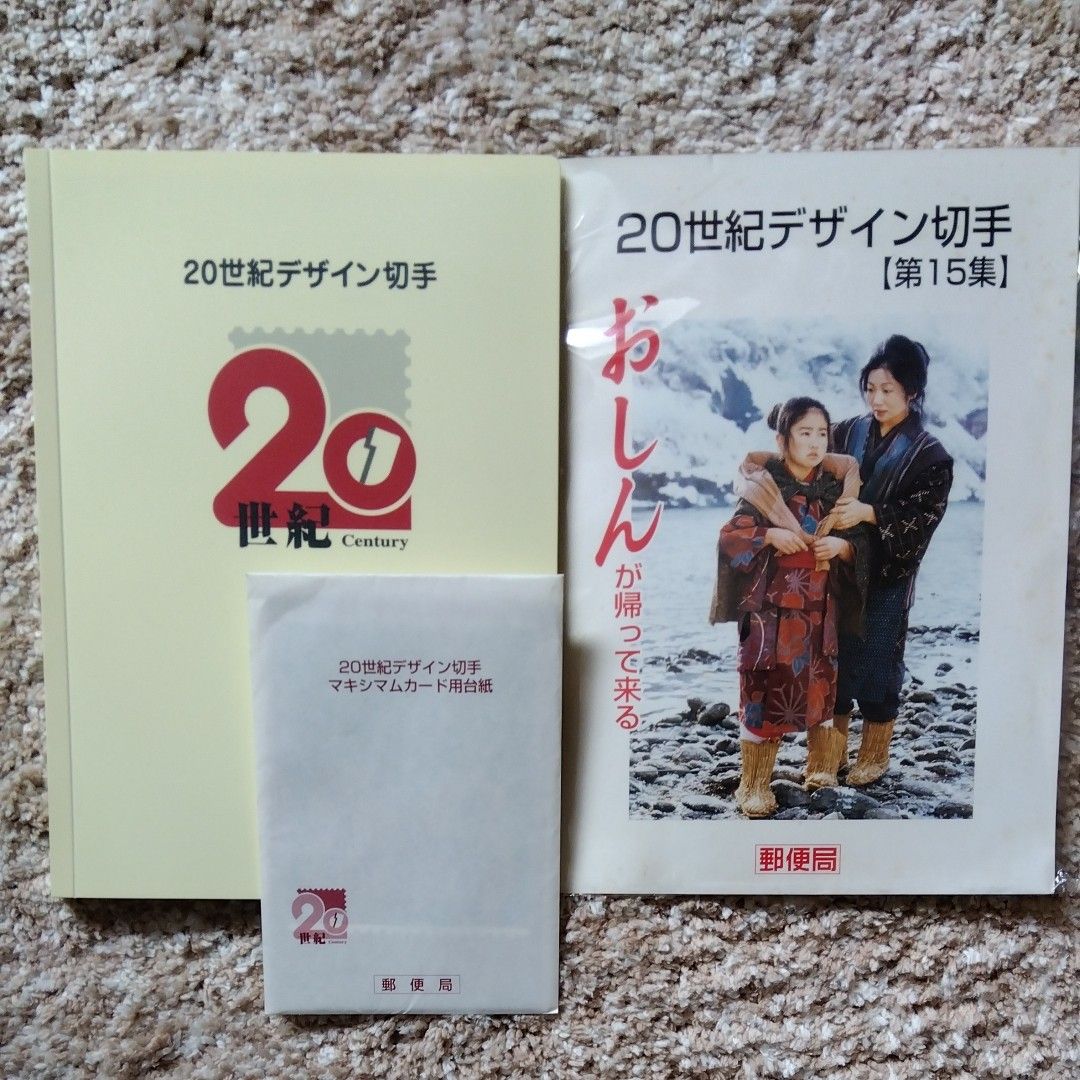 20世紀デザイン切手
20
世紀 Century
20世紀デザイン切手
マキシマムカード用台紙
20
世紀 Century
郵便局
20世紀デザイン切手
【第15集】
おしんが帰って来る
郵便局